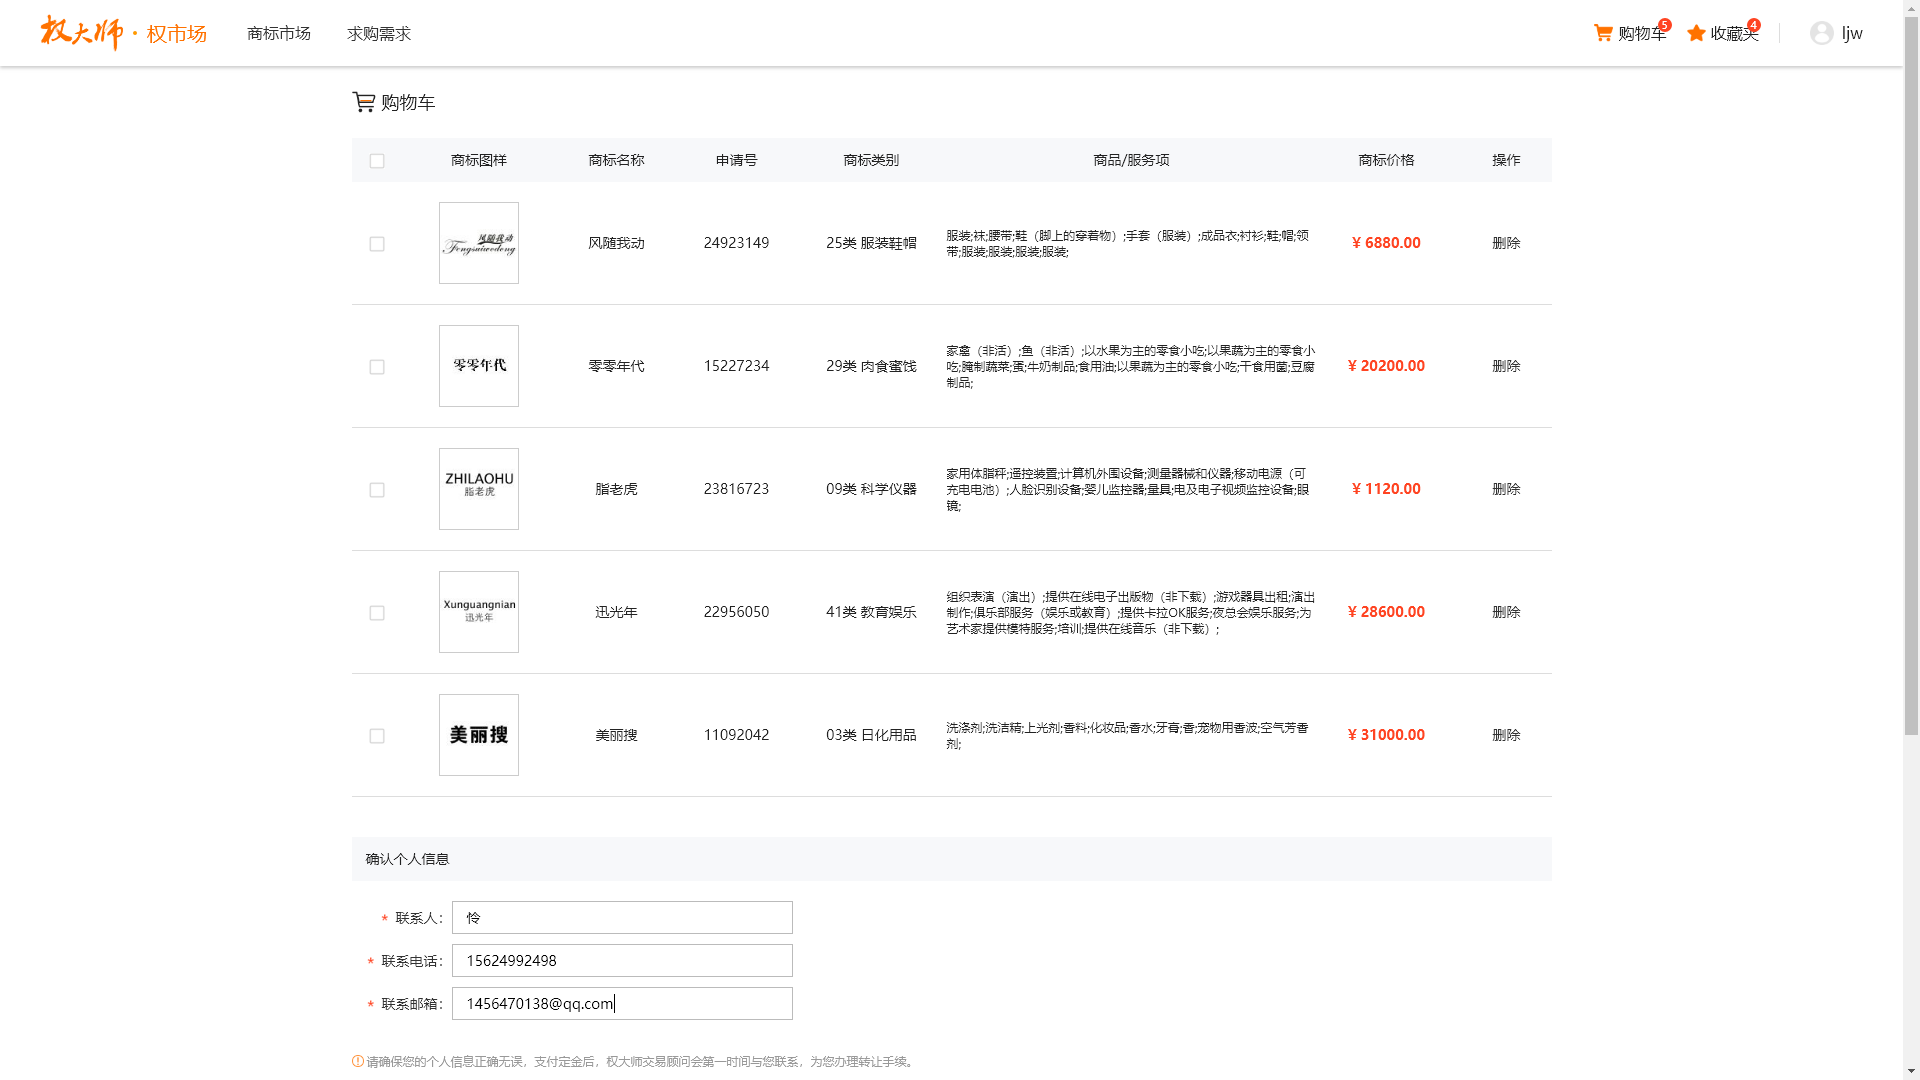 权大师·权市场 商标市场 求购需求 购物车 5 收藏夹 4 ljw
购物车
商标图样 商标名称 申请号 商标类别 商品/服务项 商标价格 操作
风随我动
Fengsuiwodong
风随我动 24923149 25类 服装鞋帽
服装;袜;腰带;鞋（脚上的穿着物）;手套（服装）;成品衣;衬衫;鞋;帽;领
带;服装;服装;服装;服装;
¥ 6880.00 删除
零零年代
零零年代 15227234 29类 肉食蜜饯
家禽（非活）;鱼（非活）;以水果为主的零食小吃;以果蔬为主的零食小
吃;腌制蔬菜;蛋;牛奶制品;食用油;以果蔬为主的零食小吃;干食用菌;豆腐
制品;
¥ 20200.00 删除
ZHILAOHU
脂老虎
脂老虎 23816723 09类 科学仪器
家用体脂秤;遥控装置;计算机外围设备;测量器械和仪器;移动电源（可
充电电池）;人脸识别设备;婴儿监控器;量具;电及电子视频监控设备;眼
镜;
¥ 1120.00 删除
Xunguangnian
迅光年
迅光年 22956050 41类 教育娱乐
组织表演（演出）;提供在线电子出版物（非下载）;游戏器具出租;演出
制作;俱乐部服务（娱乐或教育）;提供卡拉OK服务;夜总会娱乐服务;为
艺术家提供模特服务;培训;提供在线音乐（非下载）;
¥ 28600.00 删除
美丽搜
美丽搜 11092042 03类 日化用品
洗涤剂;洗洁精;上光剂;香料;化妆品;香水;牙膏;香;宠物用香波;空气芳香
剂;
¥ 31000.00 删除
确认个人信息
* 联系人: 怜
* 联系电话: 15624992498
* 联系邮箱: 1456470138@qq.com
请确保您的个人信息正确无误，支付定金后，权大师交易顾问会第一时间与您联系，为您办理转让手续。